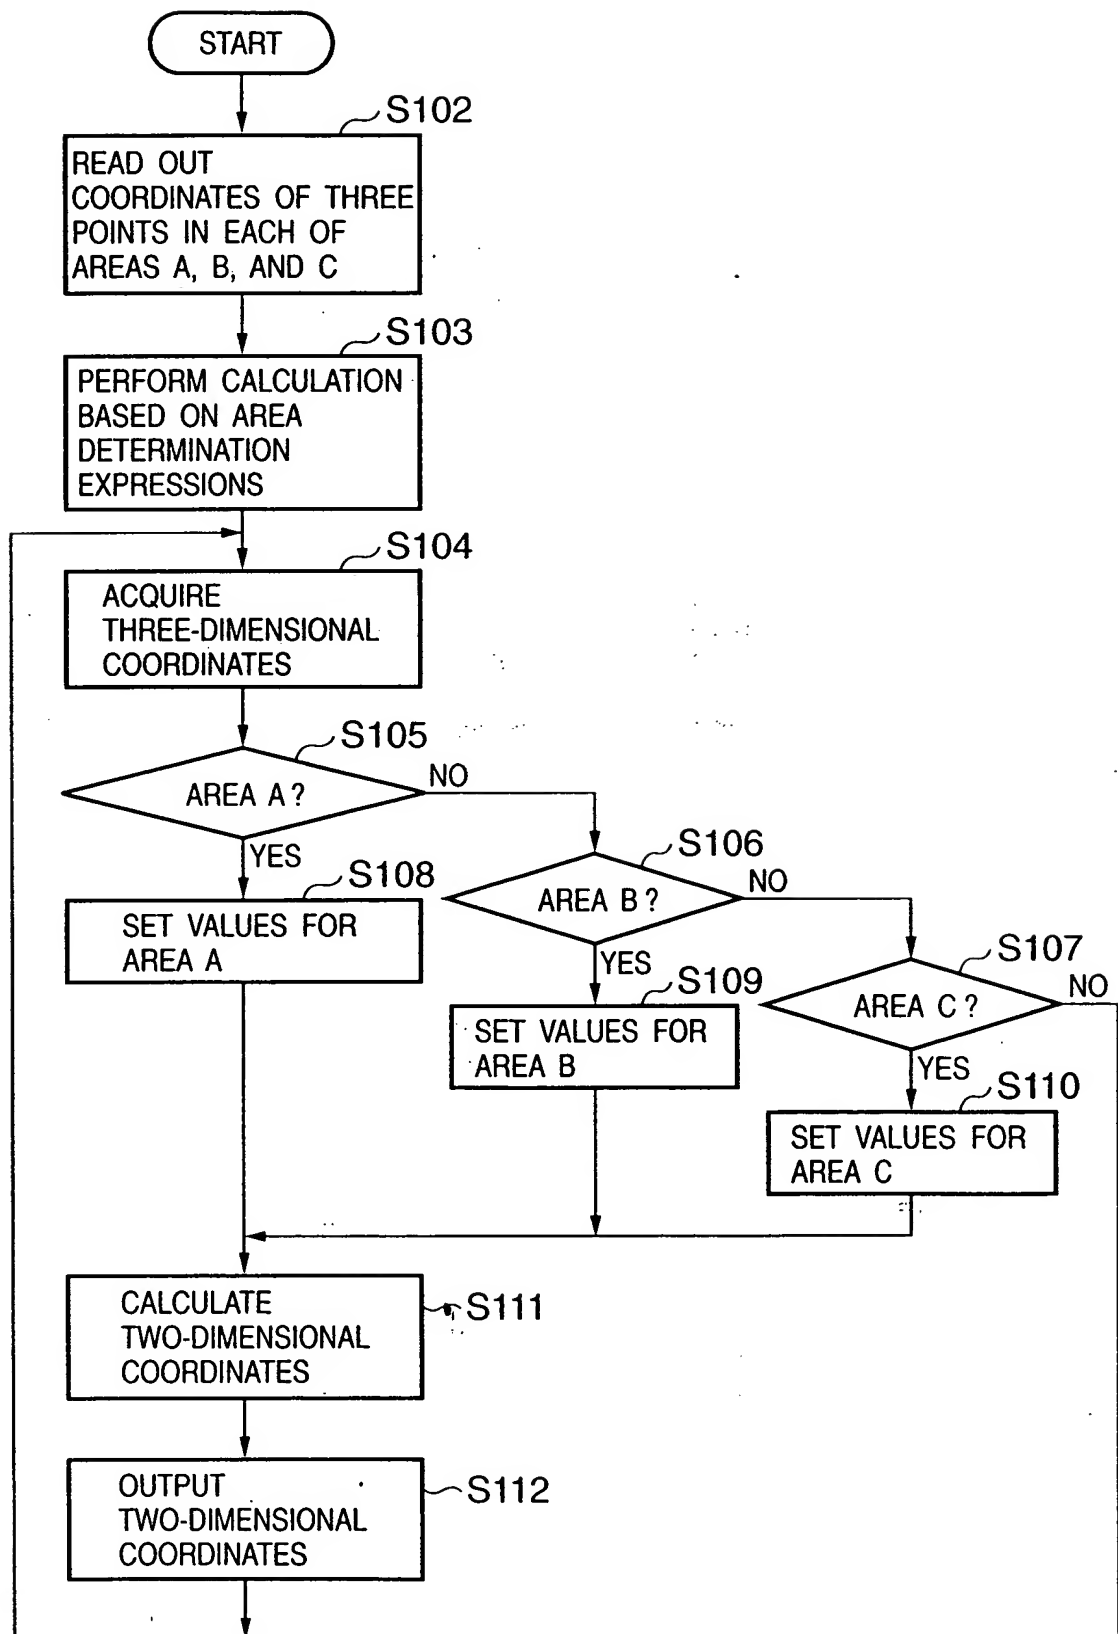 START
S102
READ OUT
COORDINATES OF THREE
POINTS IN EACH OF
AREAS A, B, AND C
S103
PERFORM CALCULATION
BASED ON AREA
DETERMINATION
EXPRESSIONS
S104
ACQUIRE
THREE-DIMENSIONAL
COORDINATES
S105
AREA A?
NO
YES
S106
AREA B?
NO
YES
S107
AREA C?
NO
YES
S108
SET VALUES FOR
AREA A
S109
SET VALUES FOR
AREA B
S110
SET VALUES FOR
AREA C
CALCULATE
TWO-DIMENSIONAL
COORDINATES
S111
OUTPUT
TWO-DIMENSIONAL
COORDINATES
S112